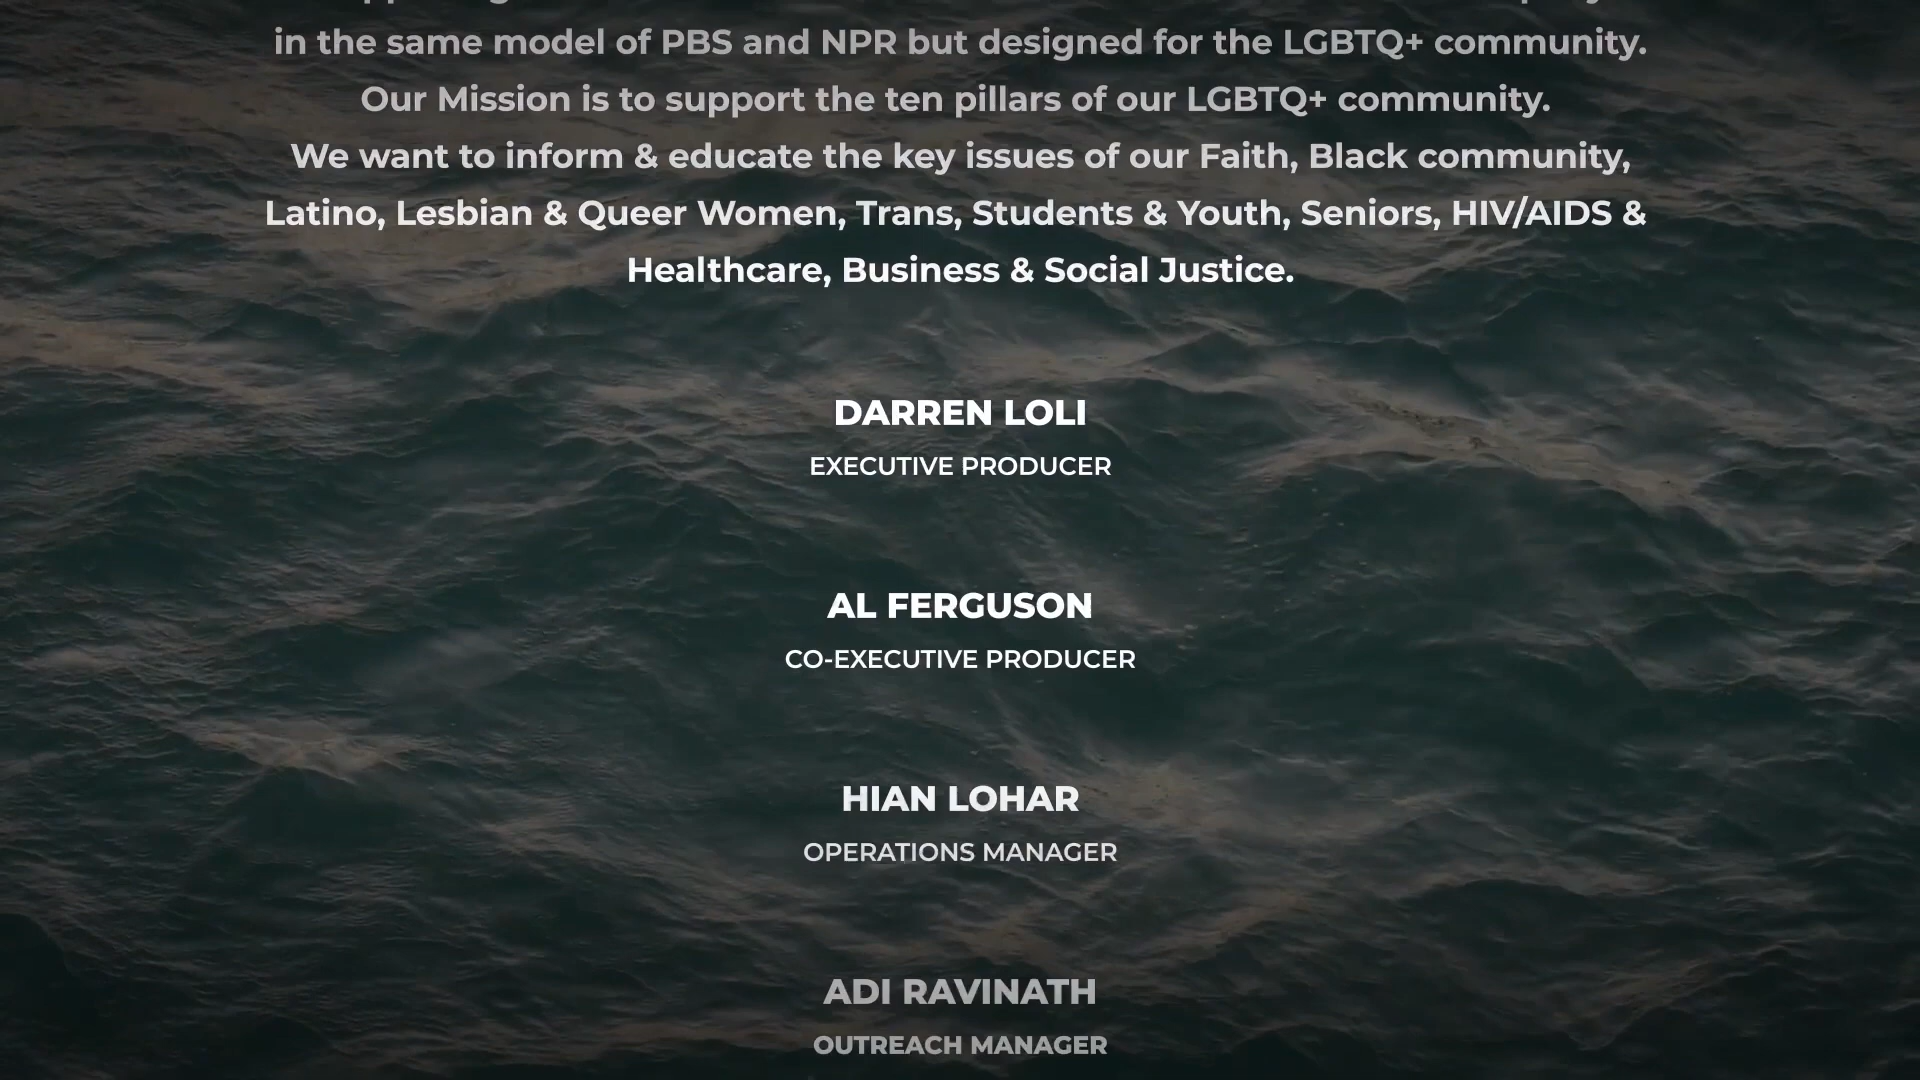 in the same model of PBS and NPR but designed for the LGBTQ+ community.
Our Mission is to support the ten pillars of our LGBTQ+ community.
We want to inform & educate the key issues of our Faith, Black community,
Latino, Lesbian & Queer Women, Trans, Students & Youth, Seniors, HIV/AIDS &
Healthcare, Business & Social Justice.
DARREN LOLI
EXECUTIVE PRODUCER
AL FERGUSON
CO-EXECUTIVE PRODUCER
HIAN LOHAR
OPERATIONS MANAGER
ADI RAVINATH
OUTREACH MANAGER